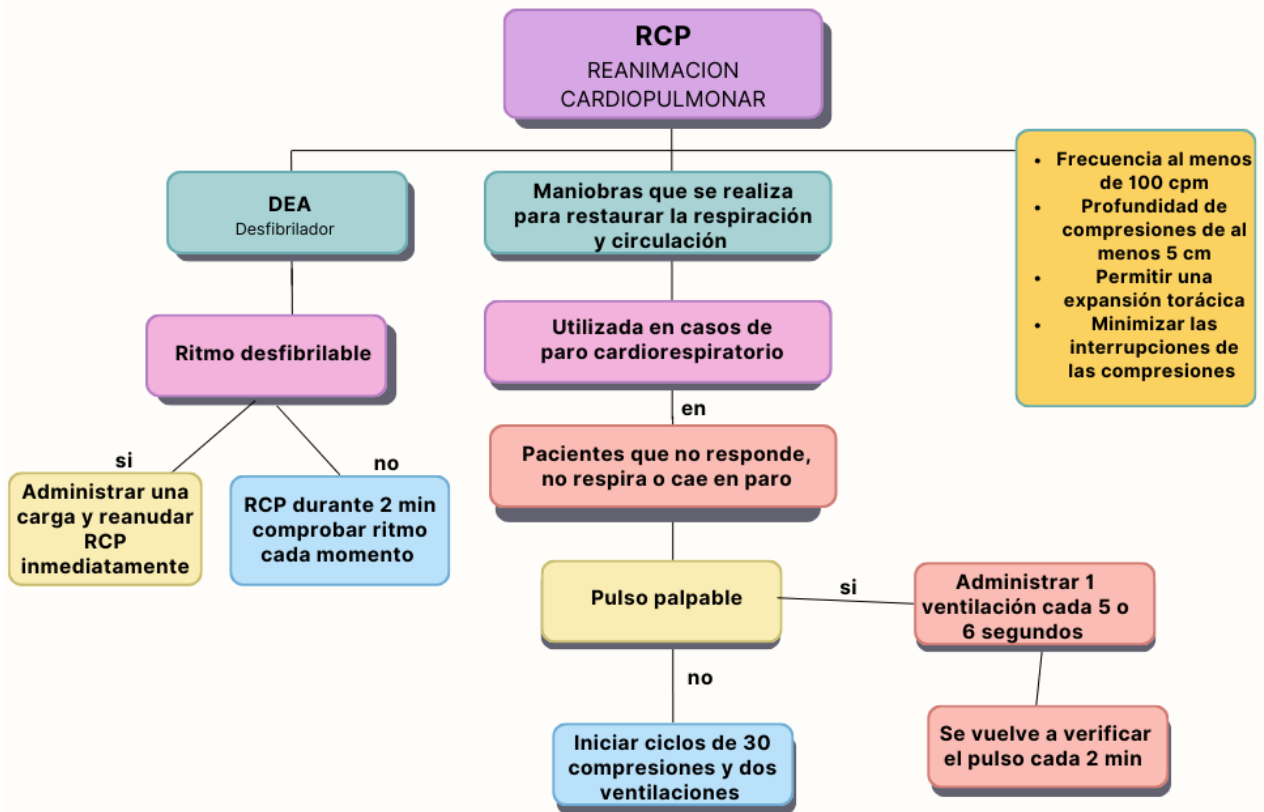 RCP
REANIMACION
CARDIOPULMONAR
DEA
Desfibrilador
Ritmo desfibrilable
si
no
Administrar una
carga y reanudar
RCP
inmediatamente
RCP durante 2 min
comprobar ritmo
cada momento
Maniobras que se realiza
para restaurar la respiración
y circulación
Utilizada en casos de
paro cardiorespiratorio
en
Pacientes que no responde,
no respira o cae en paro
Pulso palpable
si
no
Administrar 1
ventilación cada 5 o
6 segundos
Se vuelve a verificar
el pulso cada 2 min
Iniciar ciclos de 30
compresiones y dos
ventilaciones
• Frecuencia al menos
de 100 cpm
• Profundidad de
compresiones de al
menos 5 cm
• Permitir una
expansión torácica
• Minimizar las
interrupciones de
las compresiones